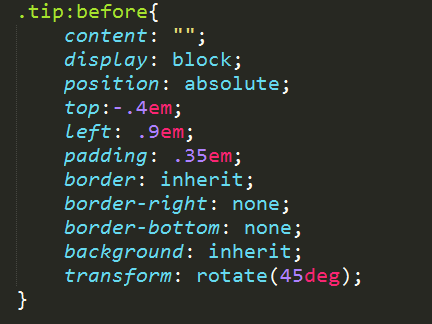 .tip:before{
content: "";
display: block;
position: absolute;
top:-.4em;
left: .9em;
padding: .35em;
border: inherit;
border-right: none;
border-bottom: none;
background: inherit;
transform: rotate(45deg);
}